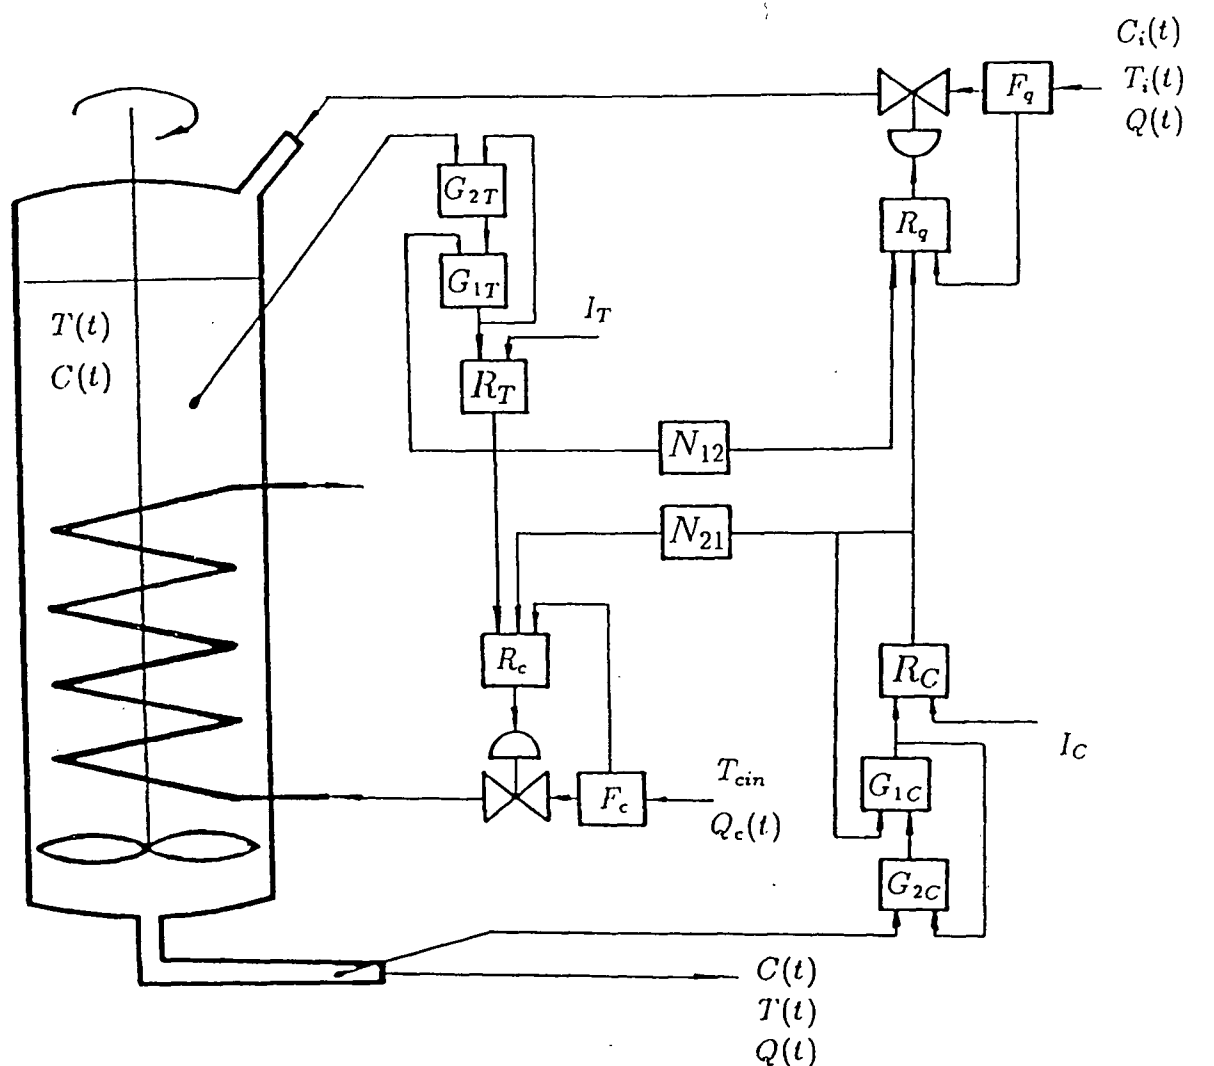 C_i(t)
T_i(t)
F_q
Q(t)
G_2T
R_q
G_1T
I_T
T(t)
C(t)
R_T
N_12
N_21
R_c
R_C
I_C
T_cin
G_1C
F_c
Q_c(t)
G_2C
C(t)
T(t)
Q(t)